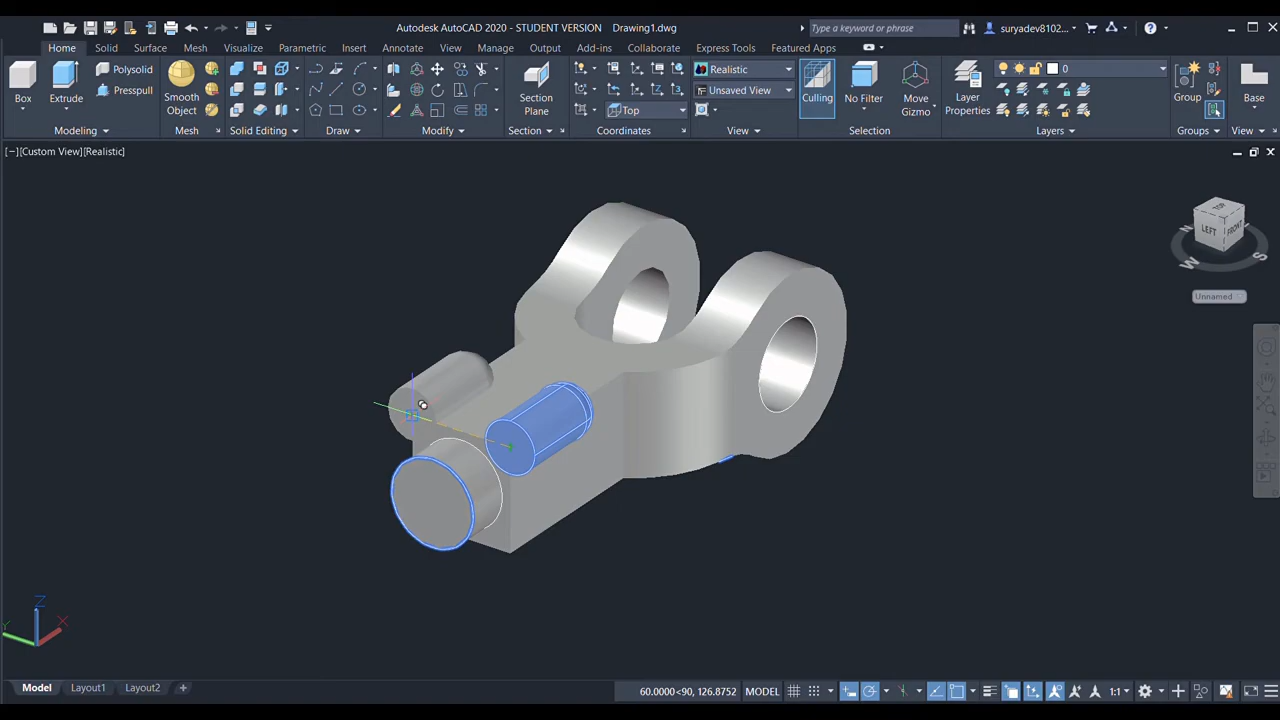 Autodesk AutoCAD 2020 - STUDENT VERSION Drawing1.dwg
Type a keyword or phrase
suryadev8102...
Home Solid Surface Mesh Visualize Parametric Insert Annotate View Manage Output Add-ins Collaborate Express Tools Featured Apps
Box
Extrude
Polysolid
Presspull
Smooth
Object
Section
Plane
Realistic
Unsaved View
Top
Culling
No Filter
Move
Gizmo
Layer
Properties
0
Group
Base
Modeling
Mesh
Solid Editing
Draw
Modify
Section
Coordinates
View
Selection
Layers
Groups
View
[−][Custom View][Realistic]
TOP
LEFT
FRONT
N
W
S
Unnamed
Z
Y
X
Model Layout1 Layout2
60.0000<90, 126.8752 MODEL
1:1